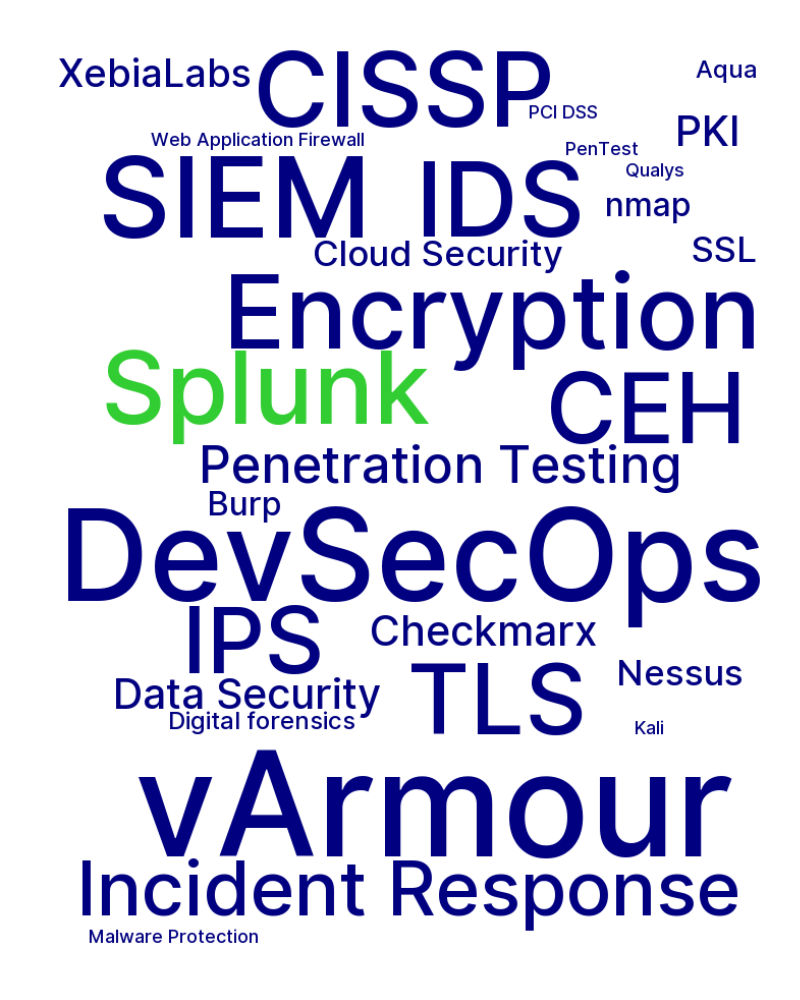 XebiaLabs
CISSP
Aqua
PCI DSS
PKI
Web Application Firewall
PenTest
Qualys
SIEM
IDS
nmap
Cloud Security
SSL
Encryption
Splunk
CEH
Penetration Testing
Burp
DevSecOps
IPS
Checkmarx
Nessus
Data Security
TLS
Digital forensics
Kali
vArmour
Incident Response
Malware Protection